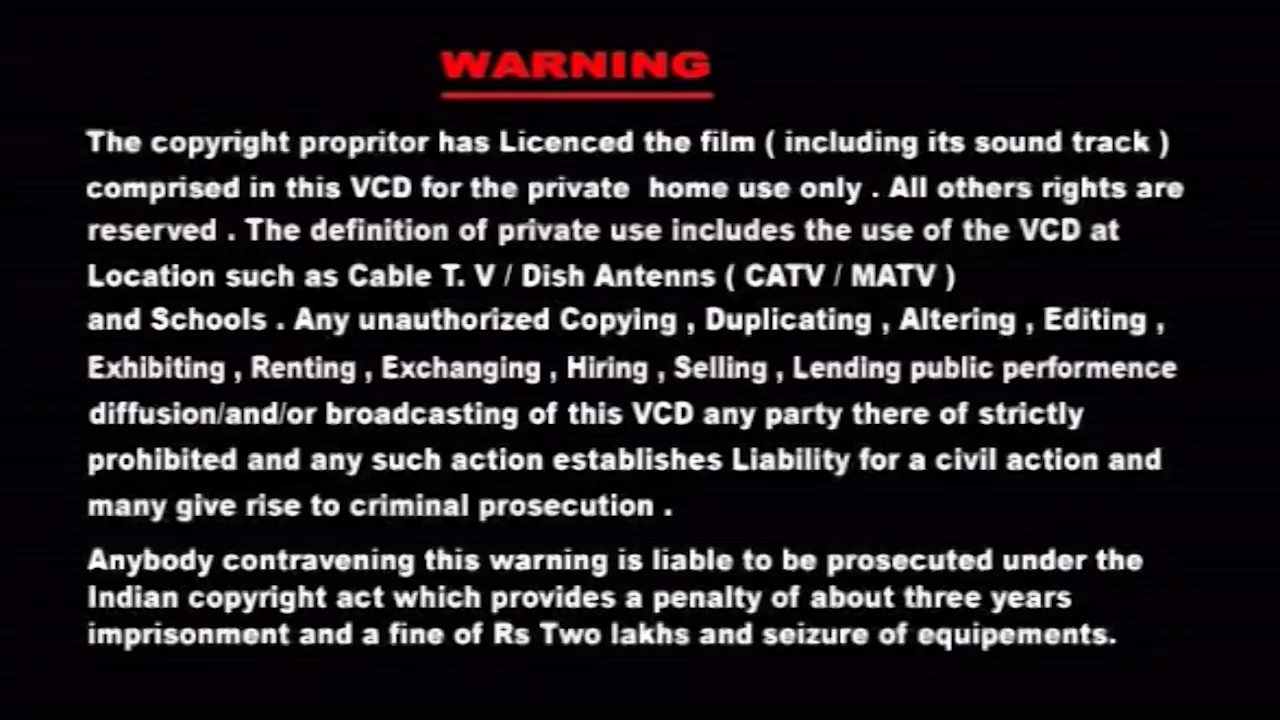 WARNING
The copyright propritor has Licenced the film ( including its sound track )
comprised in this VCD for the private home use only . All others rights are
reserved . The definition of private use includes the use of the VCD at
Location such as Cable T. V / Dish Antenns ( CATV / MATV )
and Schools . Any unauthorized Copying , Duplicating , Altering , Editing ,
Exhibiting , Renting , Exchanging , Hiring , Selling , Lending public performence
diffusion/and/or broadcasting of this VCD any party there of strictly
prohibited and any such action establishes Liability for a civil action and
many give rise to criminal prosecution .
Anybody contravening this warning is liable to be prosecuted under the
Indian copyright act which provides a penalty of about three years
imprisonment and a fine of Rs Two lakhs and seizure of equipements.